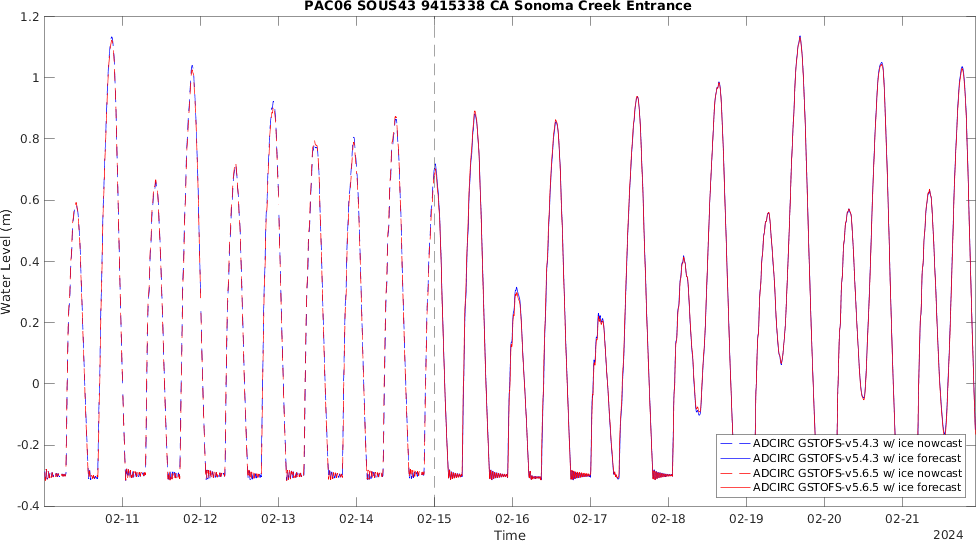 PAC06 SOUS43 9415338 CA Sonoma Creek Entrance
1.2
1
0.8
0.6
0.4
0.2
0
-0.2
-0.4
Water Level (m)
ADCIRC GSTOFS-v5.4.3 w/ ice nowcast
ADCIRC GSTOFS-v5.4.3 w/ ice forecast
ADCIRC GSTOFS-v5.6.5 w/ ice nowcast
ADCIRC GSTOFS-v5.6.5 w/ ice forecast
02-11 02-12 02-13 02-14 02-15 02-16 02-17 02-18 02-19 02-20 02-21
Time
2024